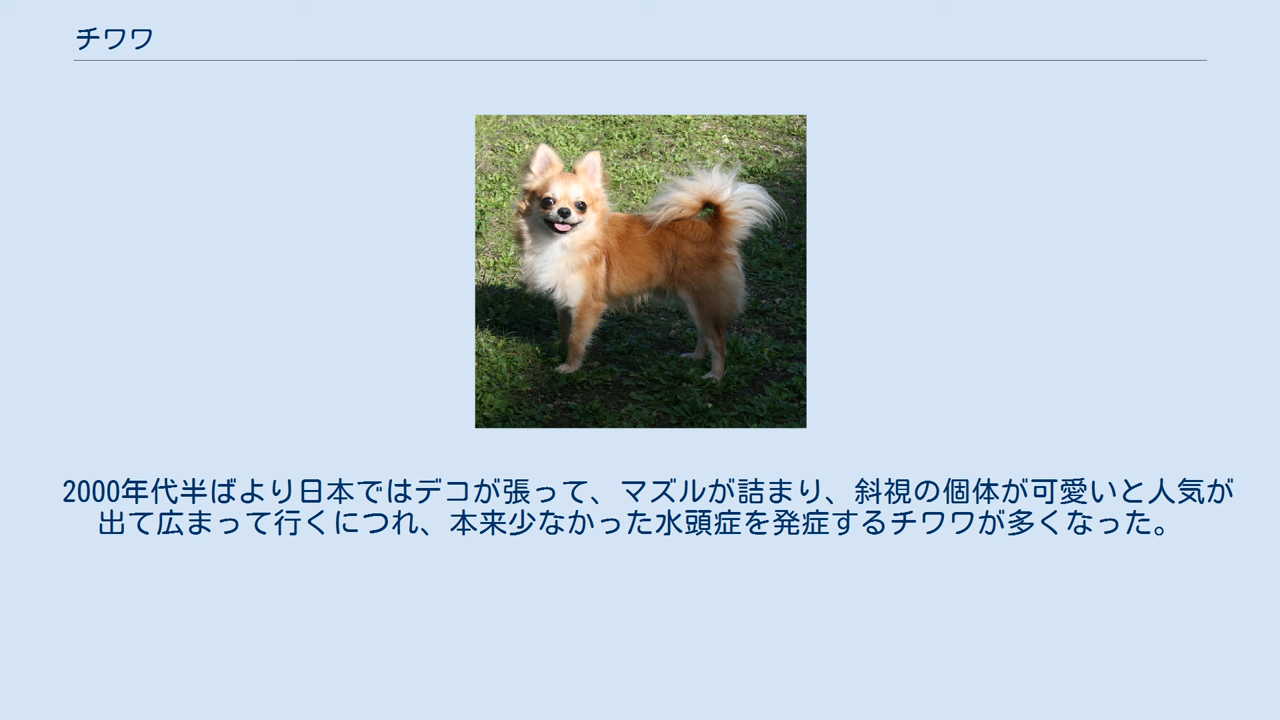 チワワ
2000年代半ばより日本ではデコが張って、マズルが詰まり、斜視の個体が可愛いと人気が
出て広まって行くにつれ、本来少なかった水頭症を発症するチワワが多くなった。